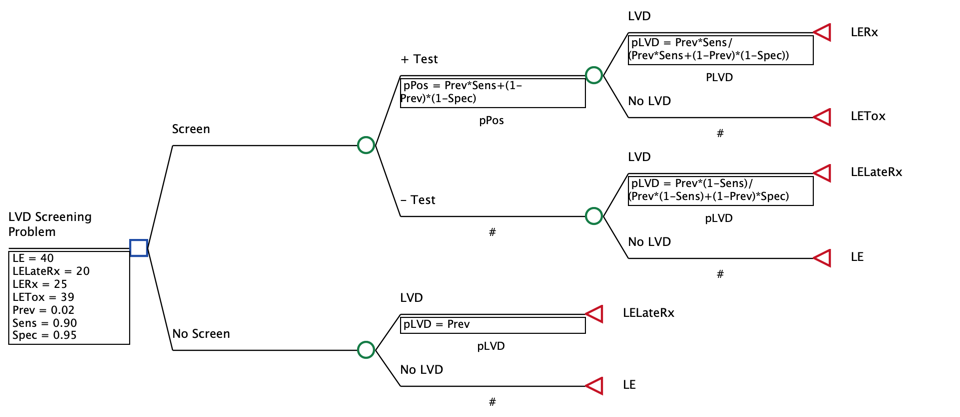 LVD Screening
Problem
LE = 40
LELateRx = 20
LERx = 25
LETox = 39
Prev = 0.02
Sens = 0.90
Spec = 0.95
Screen
+ Test
pPos = Prev*Sens+(1-
Prev)*(1-Spec)
pPos
LVD
pLVD = Prev*Sens/
(Prev*Sens+(1-Prev)*(1-Spec))
PLVD
LERx
No LVD
#
LETox
- Test
#
LVD
pLVD = Prev*(1-Sens)/
(Prev*(1-Sens)+(1-Prev)*Spec)
pLVD
LELateRx
No LVD
#
LE
No Screen
LVD
pLVD = Prev
pLVD
LELateRx
No LVD
#
LE